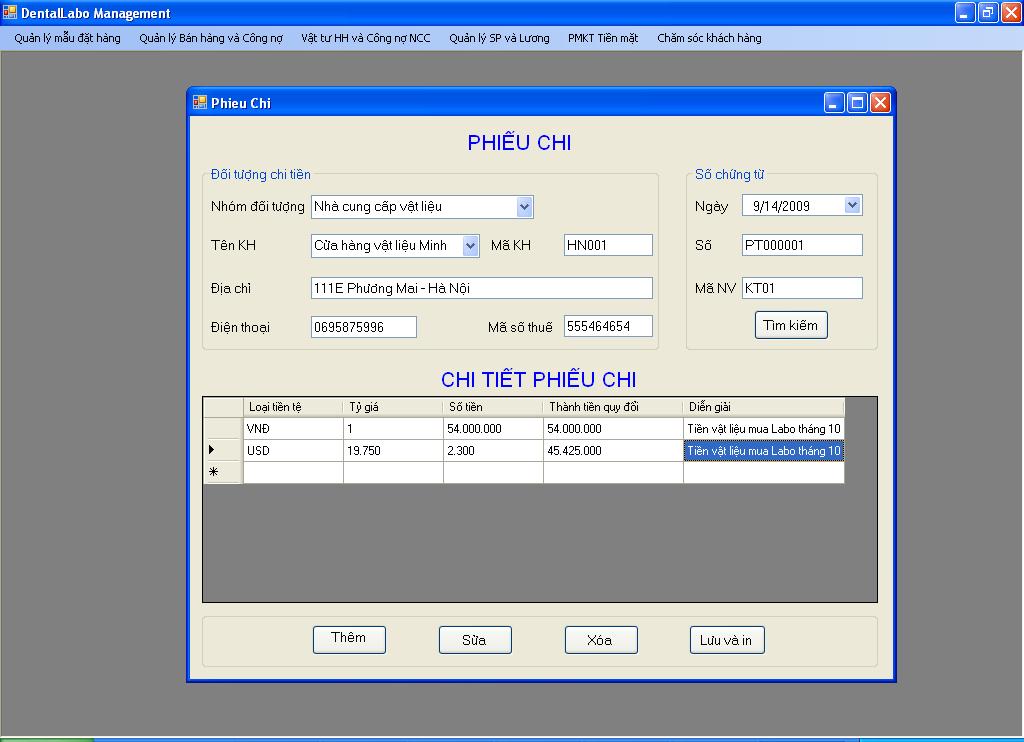 DentalLabo Management
Quản lý mẫu đặt hàng Quản lý Bán hàng và Công nợ Vật tư HH và Công nợ NCC Quản lý SP và Lương PMKT Tiền mặt Chăm sóc khách hàng
Phieu Chi
PHIẾU CHI
Đối tượng chi tiền
Nhóm đối tượng Nhà cung cấp vật liệu
Tên KH Cửa hàng vật liệu Minh Mã KH HN001
Địa chỉ 111E Phương Mai - Hà Nội
Điện thoại 0695875996 Mã số thuế 555464654
Số chứng từ
Ngày 9/14/2009
Số PT000001
Mã NV KT01
Tìm kiếm
CHI TIẾT PHIẾU CHI
Loại tiền tệ Tỷ giá Số tiền Thành tiền quy đổi Diễn giải
VNĐ 1 54.000.000 54.000.000 Tiền vật liệu mua Labo tháng 10
USD 19.750 2.300 45.425.000 Tiền vật liệu mua Labo tháng 10
Thêm Sửa Xóa Lưu và in